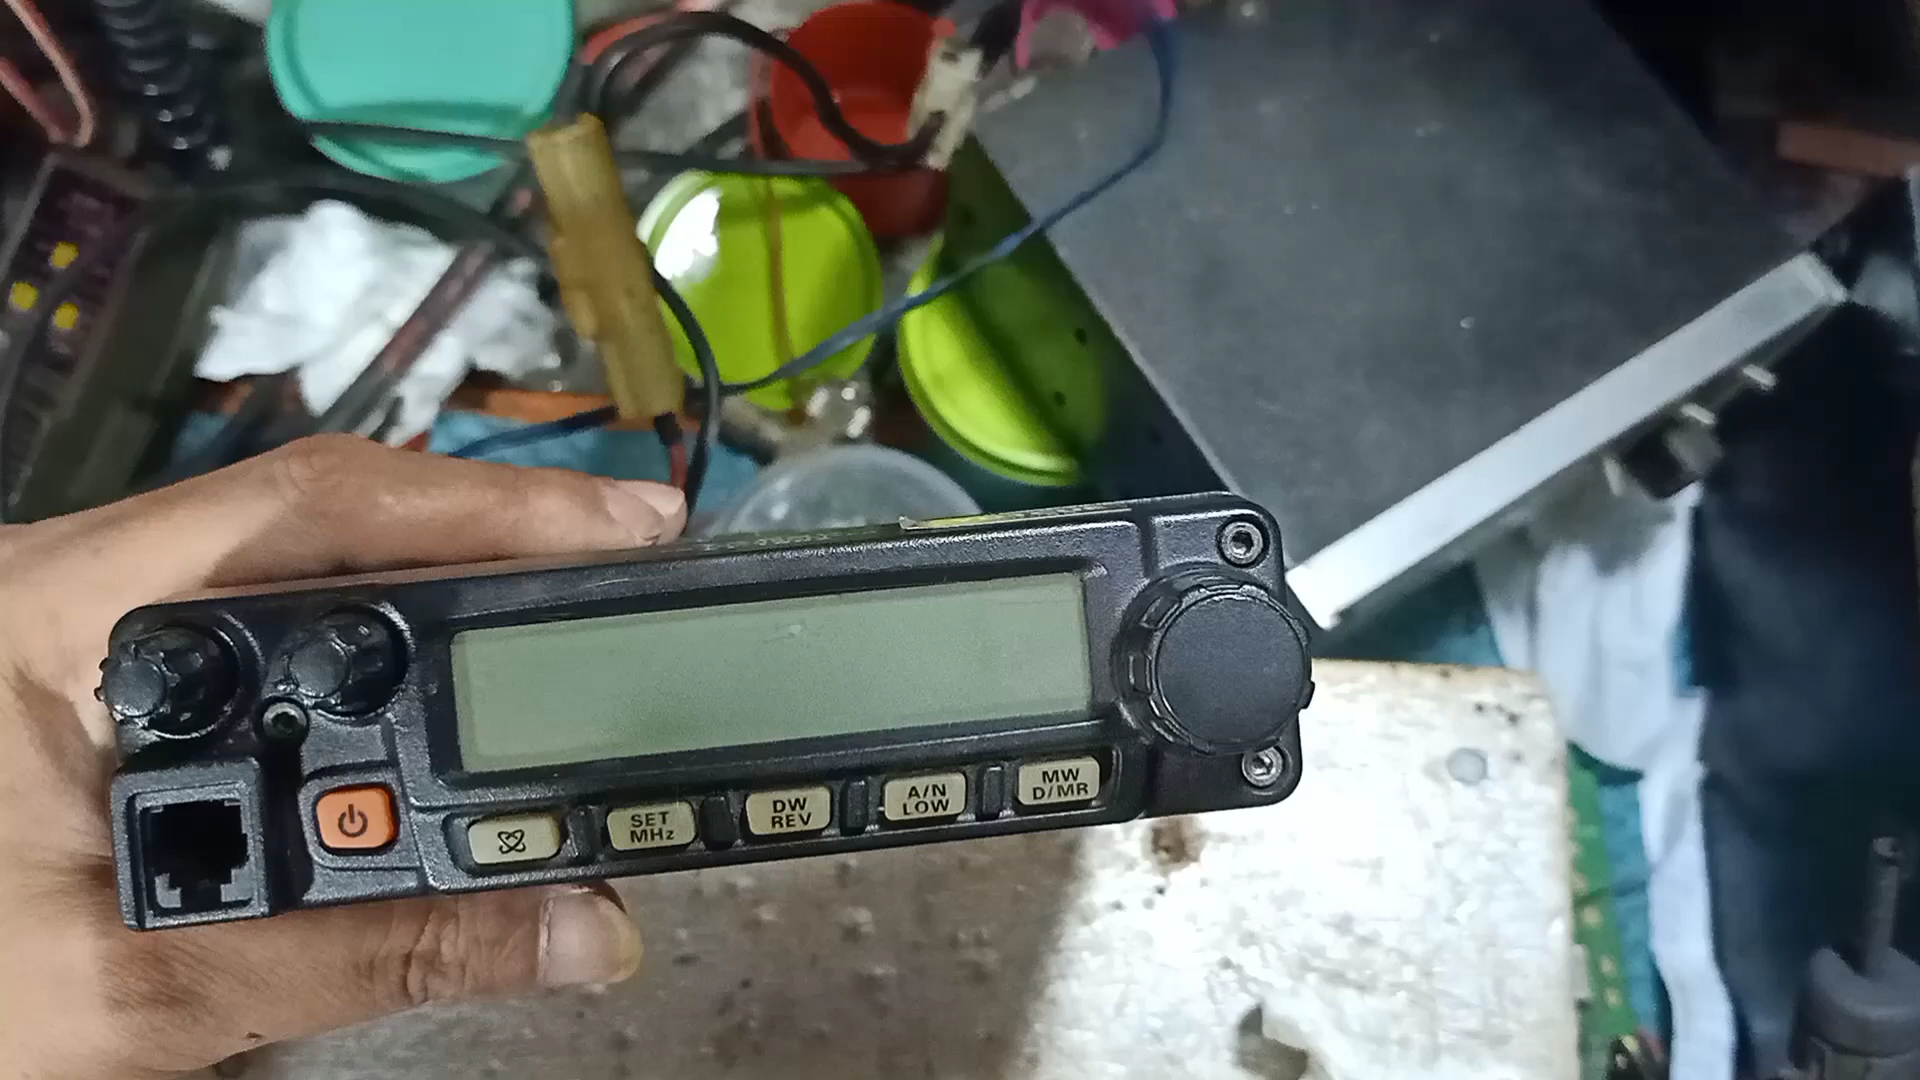 SET
MHz
DW
REV
A/N
LOW
MW
D/MR